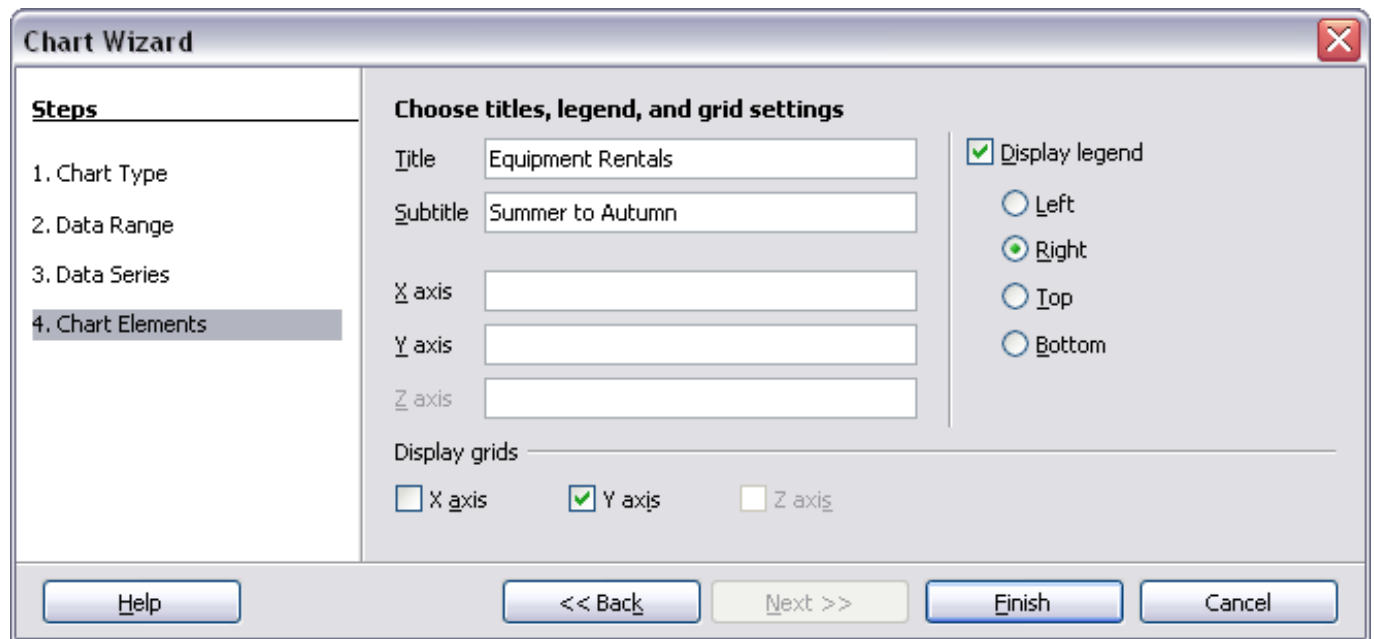 Chart Wizard
Steps
1. Chart Type
2. Data Range
3. Data Series
4. Chart Elements
Choose titles, legend, and grid settings
Title Equipment Rentals
Subtitle Summer to Autumn
X axis
Y axis
Z axis
Display legend
Left
Right
Top
Bottom
Display grids
X axis Y axis Z axis
Help << Back Next >> Finish Cancel